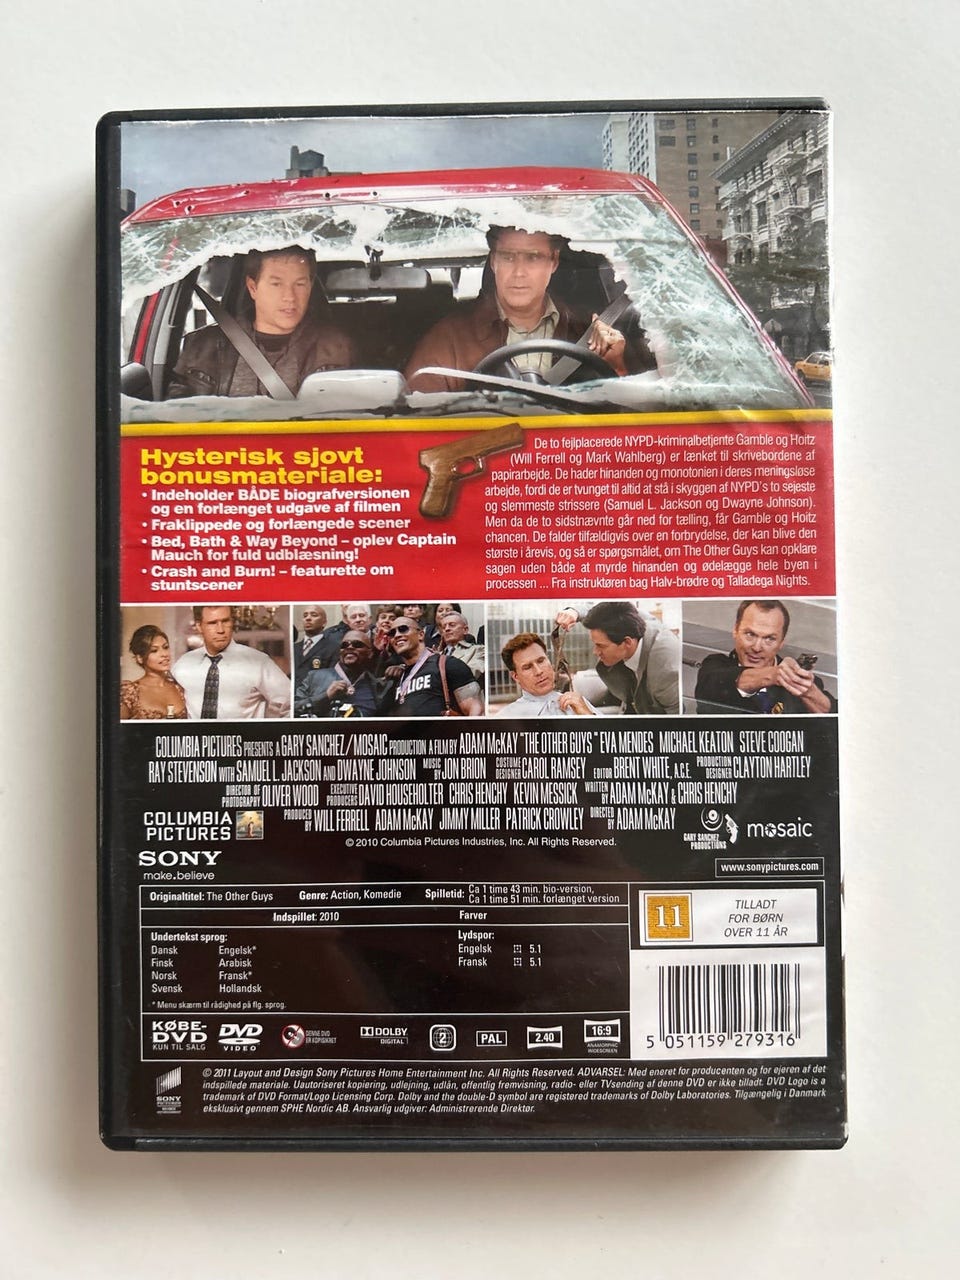 Hysterisk sjovt
bonusmateriale:
• Indeholder BÅDE biografversionen
og en forlænget udgave af filmen
• Fraklippede og forlængede scener
• Bed, Bath & Way Beyond – oplev Captain
Mauch for fuld udblæsning!
• Crash and Burn! – featurette om
stuntscener
De to fejlplacerede NYPD-kriminalbetjente Gamble og Hoitz
(Will Ferrell og Mark Wahlberg) er lænket til skrivebordene af
papirarbejde. De hader hinanden og monotonien i deres meningsløse
arbejde, fordi de er tvunget til altid at stå i skyggen af NYPD's to sejeste
og slemmeste strissere (Samuel L. Jackson og Dwayne Johnson).
Men da de to sidstnævnte går ned for tælling, får Gamble og Hoitz
chancen. De falder tilfældigvis over en forbrydelse, der kan blive den
største i årevis, og så er spørgsmålet, om The Other Guys kan opklare
sagen uden både at myrde hinanden og ødelægge hele byen i
processen ... Fra instruktøren bag Halv-brødre og Talladega Nights.
POLICE
COLUMBIA PICTURES PRESENTS A GARY SANCHEZ/MOSAIC PRODUCTION A FILM BY ADAM McKAY "THE OTHER GUYS" EVA MENDES MICHAEL KEATON STEVE COOGAN
RAY STEVENSON WITH SAMUEL L. JACKSON AND DWAYNE JOHNSON MUSIC BY JON BRION COSTUME DESIGNER CAROL RAMSEY EDITOR BRENT WHITE, A.C.E. PRODUCTION DESIGNER CLAYTON HARTLEY
DIRECTOR OF PHOTOGRAPHY OLIVER WOOD EXECUTIVE PRODUCERS DAVID HOUSEHOLTER CHRIS HENCHY KEVIN MESSICK WRITTEN BY ADAM McKAY & CHRIS HENCHY
PRODUCED BY WILL FERRELL ADAM McKAY JIMMY MILLER PATRICK CROWLEY DIRECTED BY ADAM McKAY
COLUMBIA
PICTURES
GARY SANCHEZ
PRODUCTIONS
mosaic
© 2010 Columbia Pictures Industries, Inc. All Rights Reserved.
SONY
make.believe
www.sonypictures.com
Originaltitel: The Other Guys Genre: Action, Komedie Spilletid: Ca 1 time 43 min. bio-version,
Ca 1 time 51 min. forlænget version
Indspillet: 2010 Farver
Undertekst sprog:
Dansk Engelsk*
Finsk Arabisk
Norsk Fransk*
Svensk Hollandsk
* Menu skærm til rådighed på flg. sprog.
Lydspor:
Engelsk 5.1
Fransk 5.1
11
TILLADT
FOR BØRN
OVER 11 ÅR
5 051159 279316
KØBE-
DVD
KUN TIL SALG
DVD
VIDEO
DENNE DVD
ER KOPISIKRET
DOLBY
DIGITAL
2
PAL
2.40
16:9
ANAMORPHIC
WIDESCREEN
SONY
PICTURES
© 2011 Layout and Design Sony Pictures Home Entertainment Inc. All Rights Reserved. ADVARSEL: Med eneret for producenten og for ejeren af det
indspillede materiale. Uautoriseret kopiering, udlejning, udlån, offentlig fremvisning, radio- eller TVsending af denne DVD er ikke tilladt. DVD Logo is a
trademark of DVD Format/Logo Licensing Corp. Dolby and the double-D symbol are registered trademarks of Dolby Laboratories. Tilgængelig i Danmark
eksklusivt gennem SPHE Nordic AB. Ansvarlig udgiver: Administrerende Direktør.